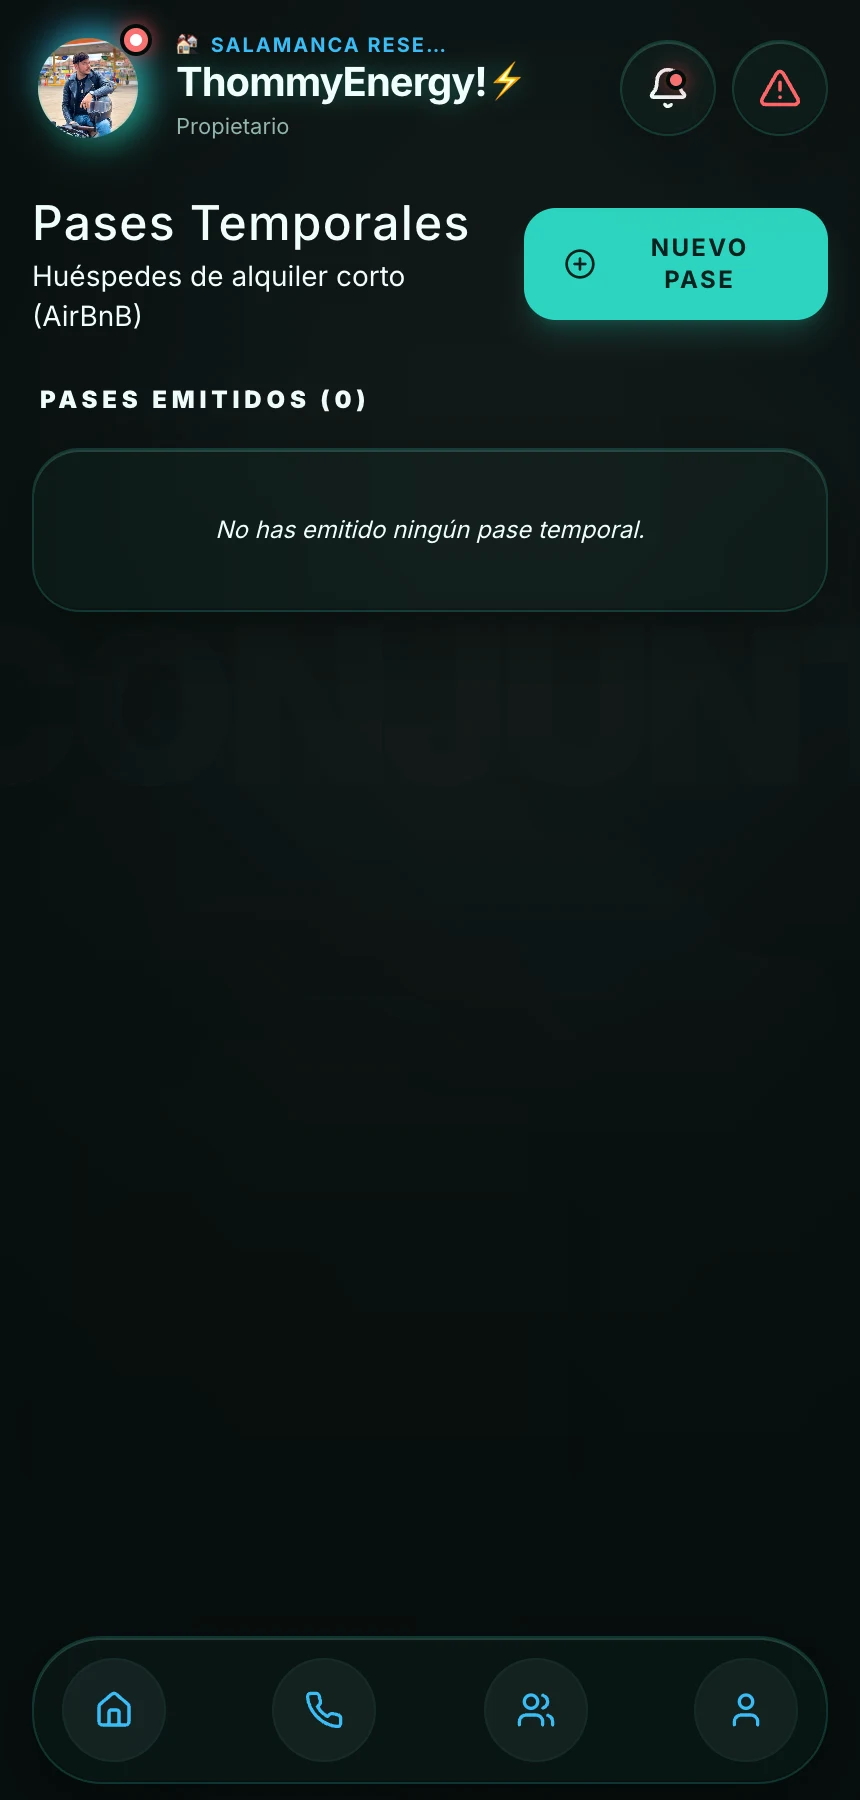 SALAMANCA RESE...
ThommyEnergy!⚡
Propietario
Pases Temporales
Huéspedes de alquiler corto
(AirBnB)
NUEVO
PASE
PASES EMITIDOS (0)
No has emitido ningún pase temporal.
CONJUNT